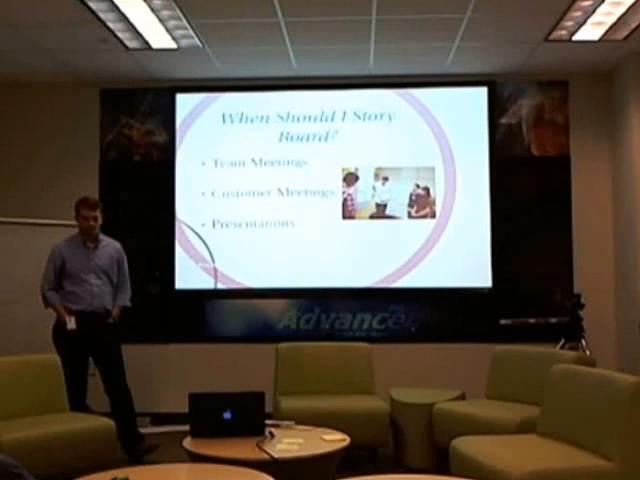 When Should I Story
Board?
• Team Meetings
• Customer Meetings
• Presentations
Advance